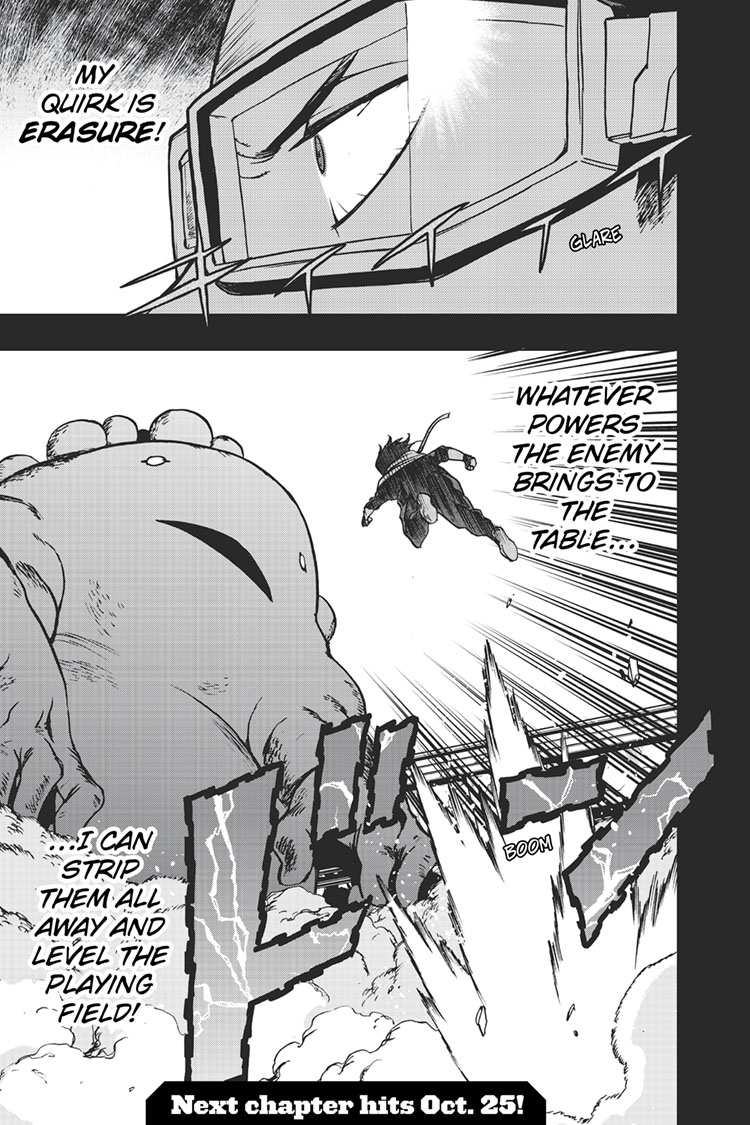 MY
QUIRK IS
ERASURE!
GLARE
WHATEVER
POWERS
THE ENEMY
BRINGS TO
THE
TABLE...
BOOM
...I CAN
STRIP
THEM ALL
AWAY AND
LEVEL THE
PLAYING
FIELD!
Next chapter hits Oct. 25!